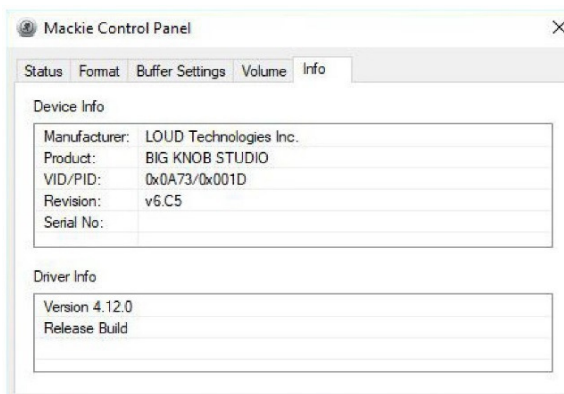 Mackie Control Panel
Status Format Buffer Settings Volume Info
Device Info
Manufacturer: LOUD Technologies Inc.
Product: BIG KNOB STUDIO
VID/PID: 0x0A73/0x001D
Revision: v6.C5
Serial No:
Driver Info
Version 4.12.0
Release Build